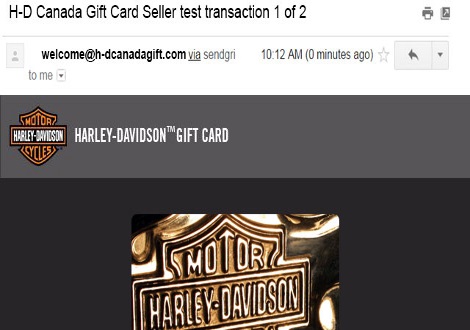 H-D Canada Gift Card Seller test transaction 1 of 2
welcome@h-dcanadagift.com via sendgri 10:12 AM (0 minutes ago)
to me
MOTOR
HARLEY-DAVIDSON
CYCLES
HARLEY-DAVIDSON™ GIFT CARD
MOTOR
HARLEY-DAVIDSON